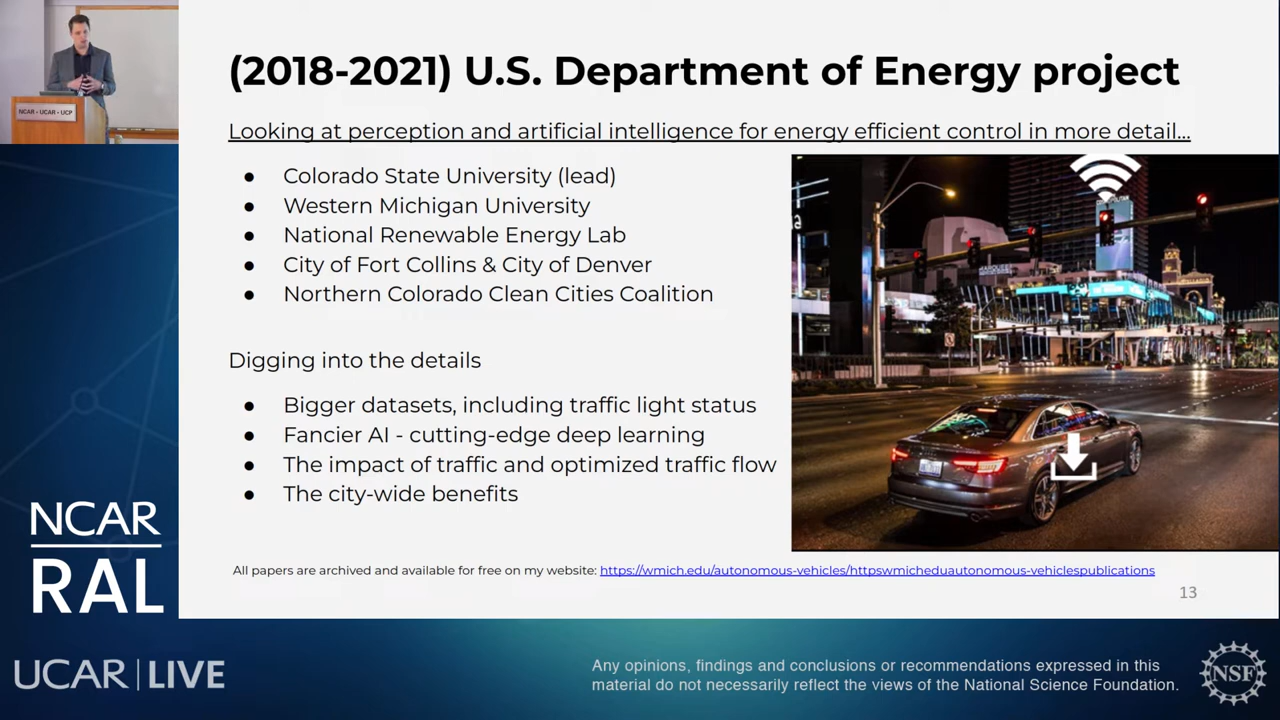 NCAR • UCAR • UCP
(2018-2021) U.S. Department of Energy project
Looking at perception and artificial intelligence for energy efficient control in more detail...
● Colorado State University (lead)
● Western Michigan University
● National Renewable Energy Lab
● City of Fort Collins & City of Denver
● Northern Colorado Clean Cities Coalition
Digging into the details
● Bigger datasets, including traffic light status
● Fancier AI - cutting-edge deep learning
● The impact of traffic and optimized traffic flow
● The city-wide benefits
All papers are archived and available for free on my website: https://wmich.edu/autonomous-vehicles/httpswmicheduautonomous-vehiclespublications
13
NCAR
RAL
UCAR | LIVE
Any opinions, findings and conclusions or recommendations expressed in this
material do not necessarily reflect the views of the National Science Foundation.
NSF